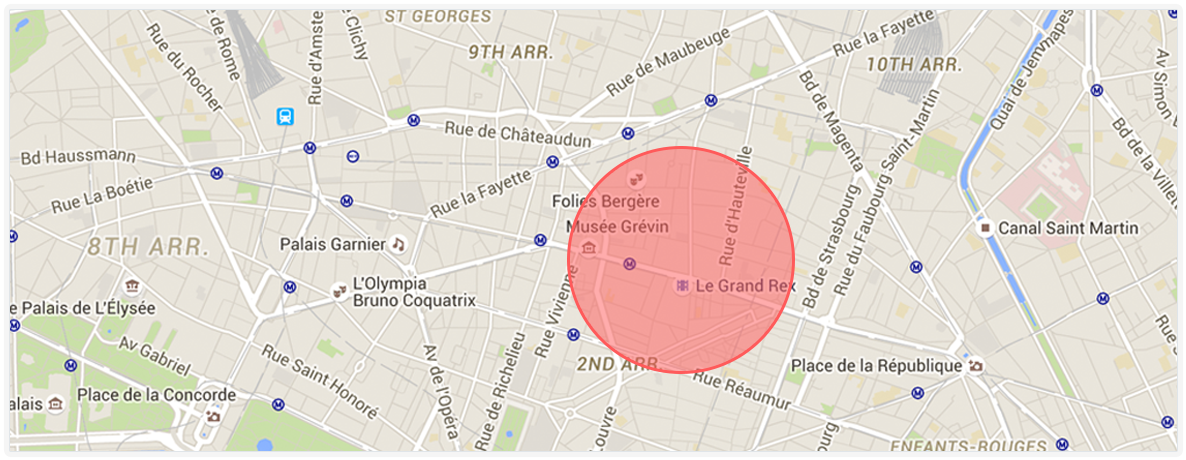 ST GEORGES
9TH ARR.
Rue de Maubeuge
Rue la Fayette
10TH ARR.
Rue du Rocher
de Rome
Rue d'Amste
Clichy
Quai de Jemmapes
Av Simon
Bd de Magenta
Rue du Faubourg Saint-Martin
Bd de la Villet
Rue de Châteaudun
Bd Haussmann
Rue La Boétie
Rue la Fayette
Folies Bergère
Musée Grévin
Rue d'Hauteville
Bd de Strasbourg
Canal Saint Martin
8TH ARR.
Palais Garnier
L'Olympia
Bruno Coquatrix
Le Grand Rex
e Palais de L'Élysée
Rue Vivienne
Rue de Richelieu
Av Gabriel
Rue Saint Honoré
Av de l'Opéra
2ND ARR.
Rue Réaumur
Place de la République
Rue S
alais
Place de la Concorde
Louvre
ourg
ENFANTS-ROUGES